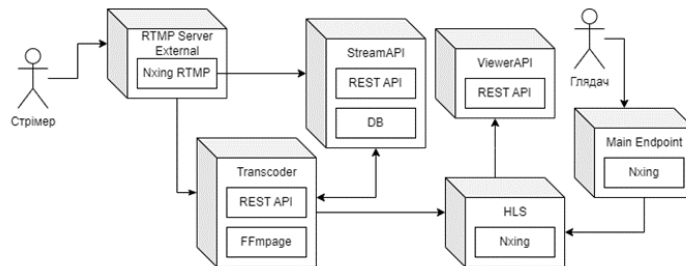 RTMP Server
External
Nxing RTMP
Стрімер
StreamAPI
REST API
DB
ViewerAPI
REST API
Глядач
Main Endpoint
Nxing
Transcoder
REST API
FFmpage
HLS
Nxing